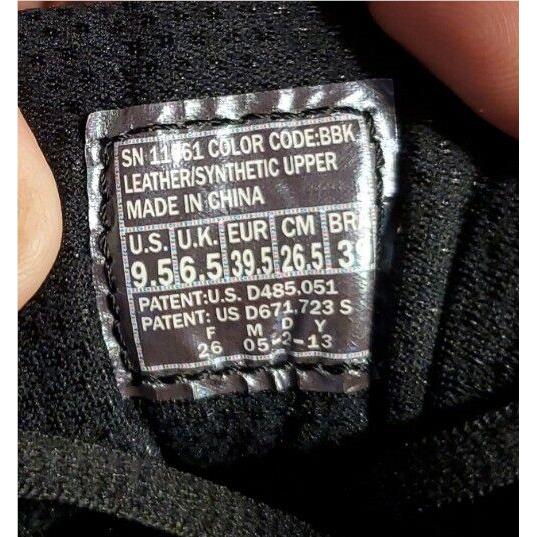 SN COLOR CODE:BBK
LEATHER/SYNTHETIC UPPER
MADE IN CHINA
U.S. U.K. EUR CM BR
9.5 6.5 39.5 26.5
PATENT:U.S. D485,051
PATENT: US D671,723 S
F M D Y
26 05 -13